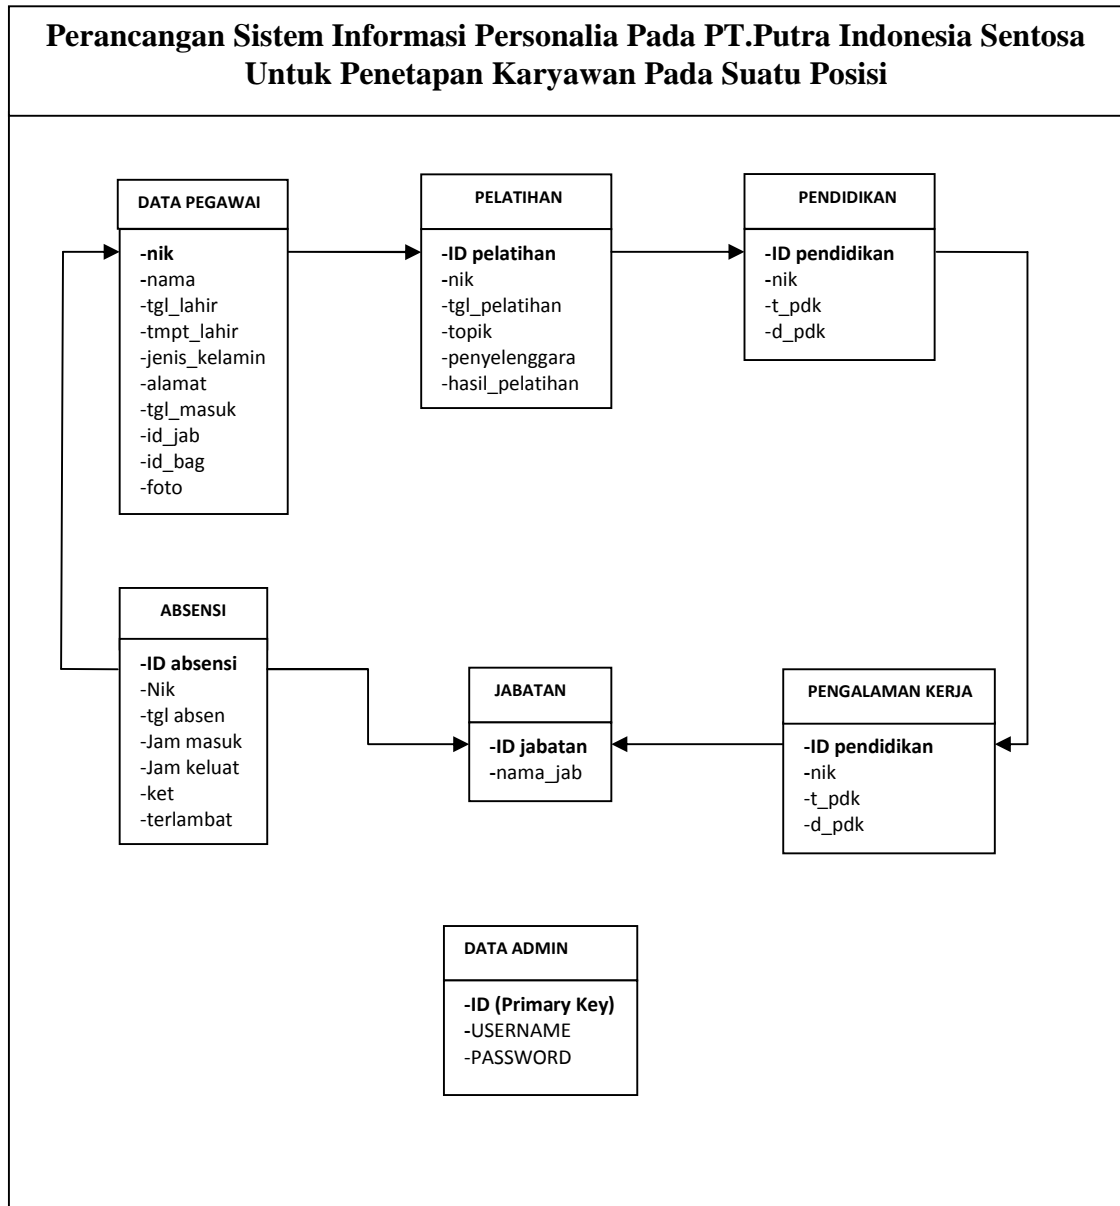 Perancangan Sistem Informasi Personalia Pada PT.Putra Indonesia Sentosa
Untuk Penetapan Karyawan Pada Suatu Posisi
DATA PEGAWAI
-nik
-nama
-tgl_lahir
-tmpt_lahir
-jenis_kelamin
-alamat
-tgl_masuk
-id_jab
-id_bag
-foto
PELATIHAN
-ID pelatihan
-nik
-tgl_pelatihan
-topik
-penyelenggara
-hasil_pelatihan
PENDIDIKAN
-ID pendidikan
-nik
-t_pdk
-d_pdk
ABSENSI
-ID absensi
-Nik
-tgl absen
-Jam masuk
-Jam keluat
-ket
-terlambat
JABATAN
-ID jabatan
-nama_jab
PENGALAMAN KERJA
-ID pendidikan
-nik
-t_pdk
-d_pdk
DATA ADMIN
-ID (Primary Key)
-USERNAME
-PASSWORD